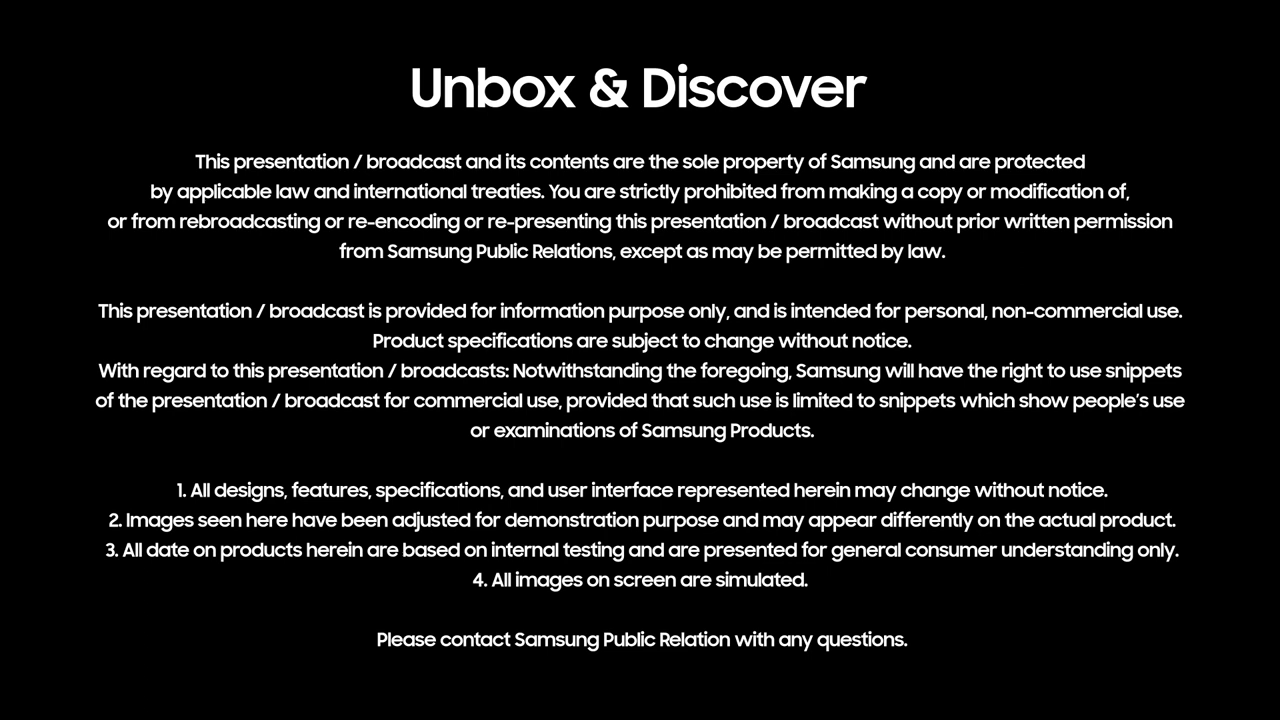 Unbox & Discover
This presentation / broadcast and its contents are the sole property of Samsung and are protected
by applicable law and international treaties. You are strictly prohibited from making a copy or modification of,
or from rebroadcasting or re-encoding or re-presenting this presentation / broadcast without prior written permission
from Samsung Public Relations, except as may be permitted by law.
This presentation / broadcast is provided for information purpose only, and is intended for personal, non-commercial use.
Product specifications are subject to change without notice.
With regard to this presentation / broadcasts: Notwithstanding the foregoing, Samsung will have the right to use snippets
of the presentation / broadcast for commercial use, provided that such use is limited to snippets which show people's use
or examinations of Samsung Products.
1. All designs, features, specifications, and user interface represented herein may change without notice.
2. Images seen here have been adjusted for demonstration purpose and may appear differently on the actual product.
3. All date on products herein are based on internal testing and are presented for general consumer understanding only.
4. All images on screen are simulated.
Please contact Samsung Public Relation with any questions.